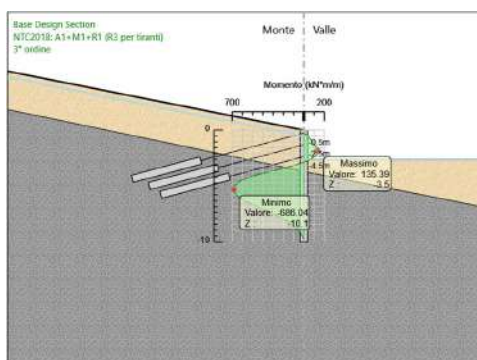 Base Design Section
NTC2018: A1+M1+R1 (R3 per tiranti)
3° ordine
Monte
Valle
Momento (kN*m/m)
700
200
0
-0.5m
-4.5m
Massimo
Valore: 135.39
Z : -3.5
Minimo
Valore: -686.04
Z : -10.1
10